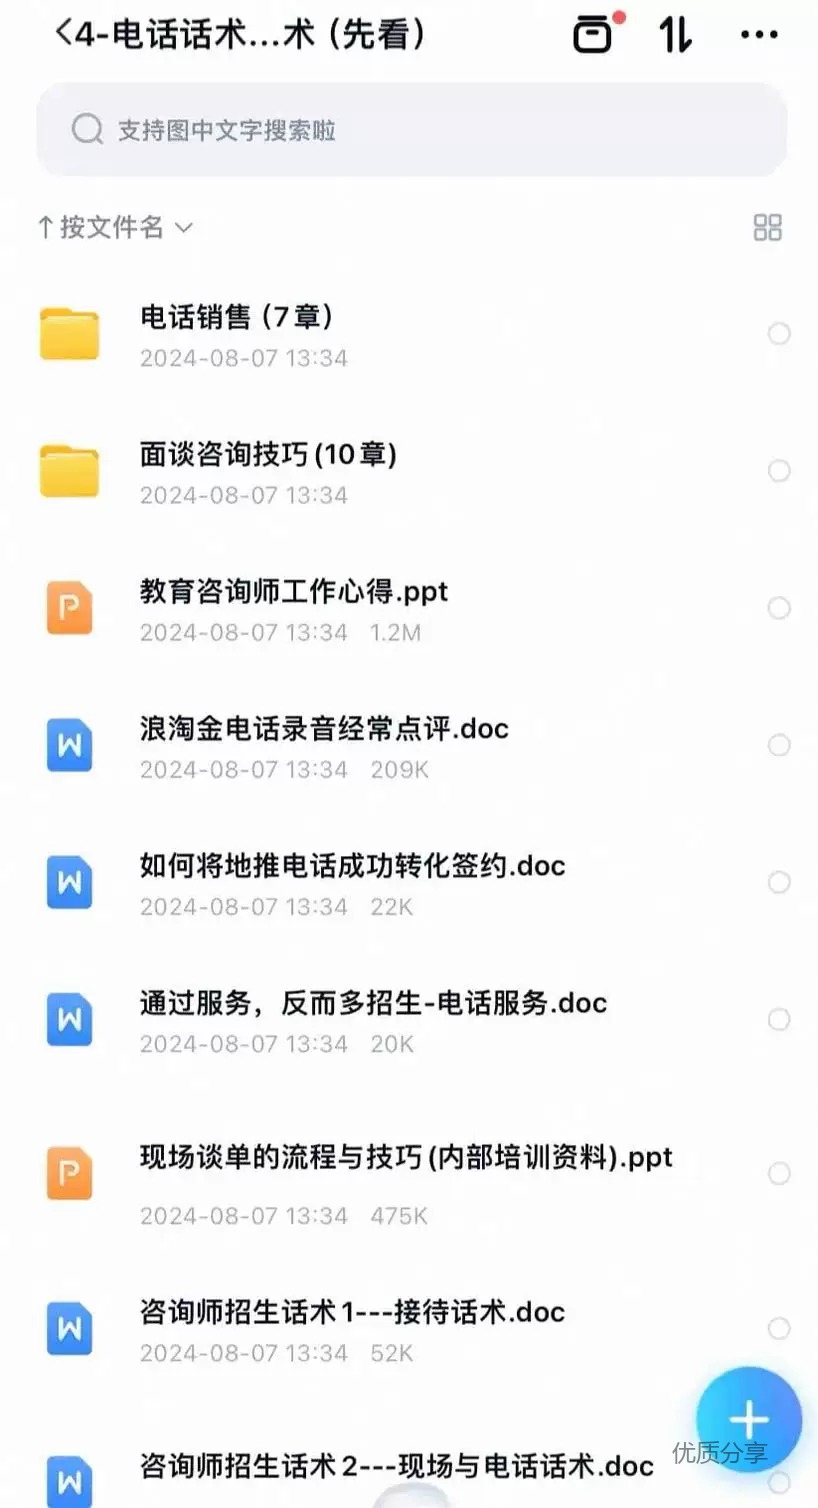 4-电话话术...术（先看）
支持图中文字搜索啦
↑按文件名
电话销售（7章）
2024-08-07 13:34
面谈咨询技巧(10章)
2024-08-07 13:34
P
教育咨询师工作心得.ppt
2024-08-07 13:34 1.2M
W
浪淘金电话录音经常点评.doc
2024-08-07 13:34 209K
W
如何将地推电话成功转化签约.doc
2024-08-07 13:34 22K
W
通过服务，反而多招生-电话服务.doc
2024-08-07 13:34 20K
P
现场谈单的流程与技巧(内部培训资料).ppt
2024-08-07 13:34 475K
W
咨询师招生话术1---接待话术.doc
2024-08-07 13:34 52K
W
咨询师招生话术2---现场与电话话术.doc
优质分享